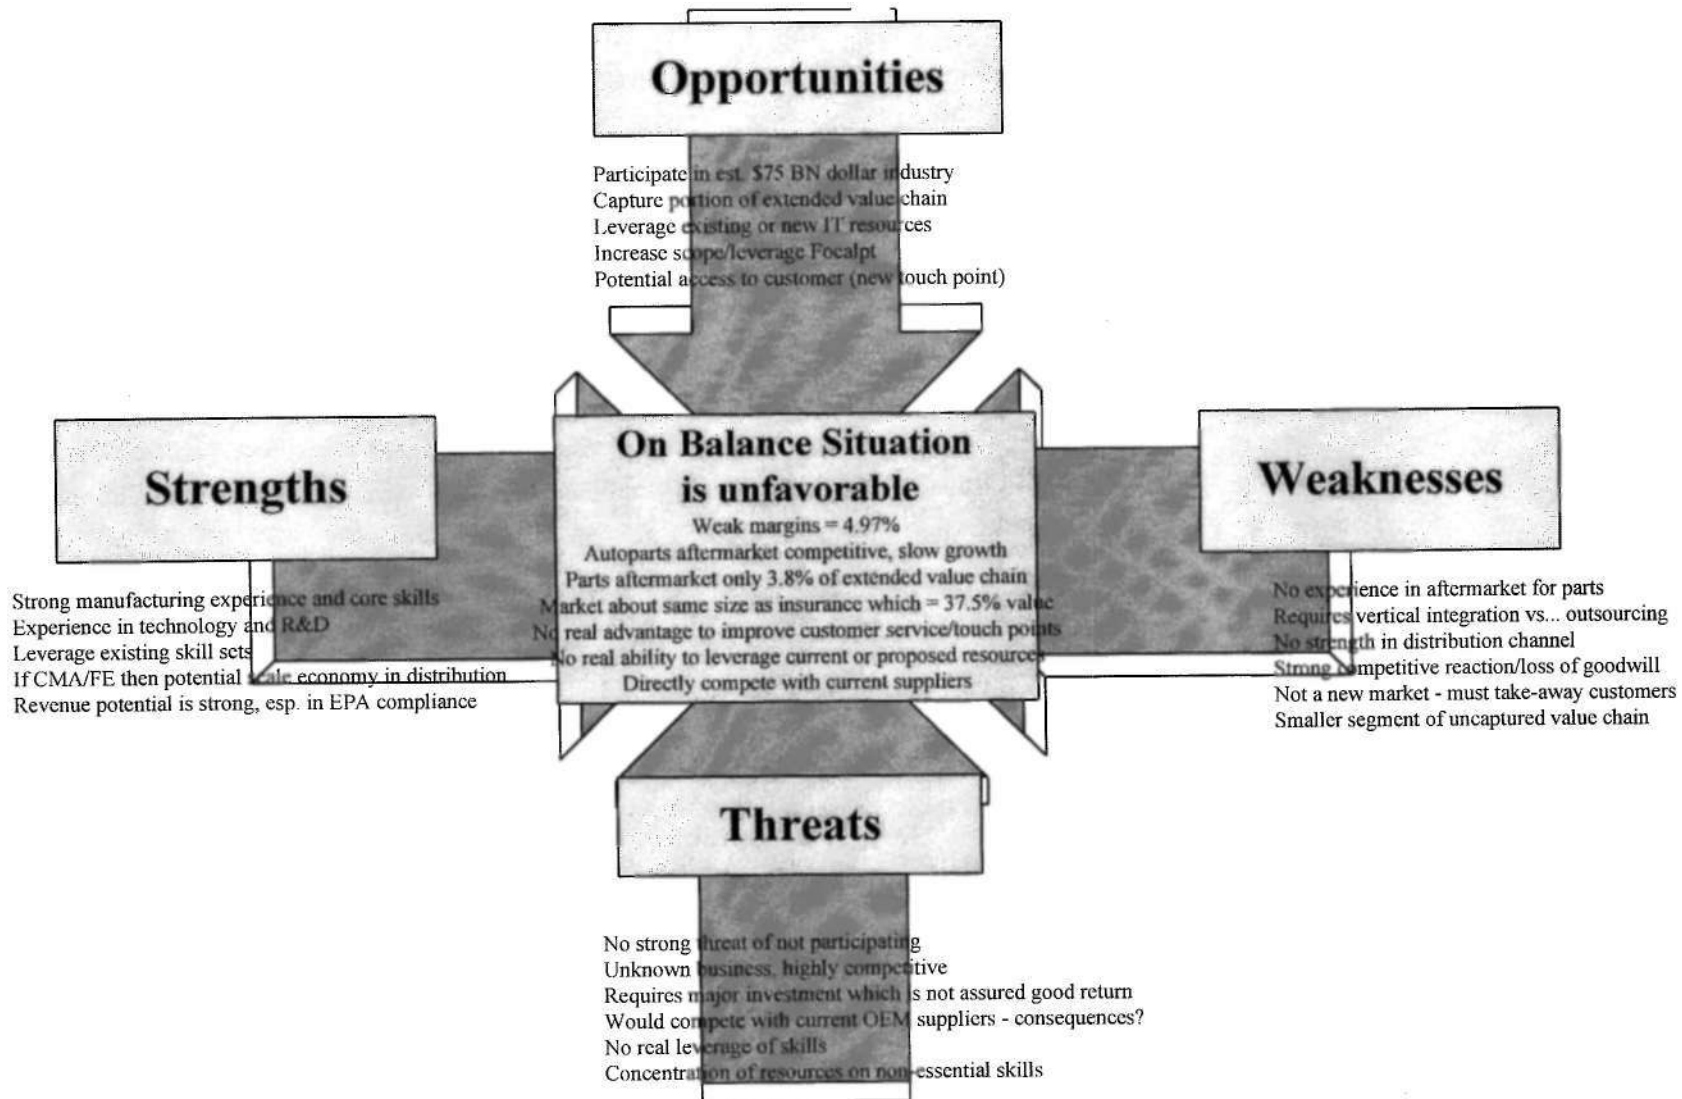 Opportunities
Participate in est. $75 BN dollar industry
Capture portion of extended value chain
Leverage existing or new IT resources
Increase scope/leverage Focalpt
Potential access to customer (new touch point)
Strengths
Strong manufacturing experience and core skills
Experience in technology and R&D
Leverage existing skill sets
If CMA/FE then potential scale economy in distribution
Revenue potential is strong, esp. in EPA compliance
On Balance Situation
is unfavorable
Weak margins = 4.97%
Autoparts aftermarket competitive, slow growth
Parts aftermarket only 3.8% of extended value chain
Market about same size as insurance which = 37.5% value
No real advantage to improve customer service/touch points
No real ability to leverage current or proposed resources
Directly compete with current suppliers
Weaknesses
No experience in aftermarket for parts
Requires vertical integration vs... outsourcing
No strength in distribution channel
Strong competitive reaction/loss of goodwill
Not a new market - must take-away customers
Smaller segment of uncaptured value chain
Threats
No strong threat of not participating
Unknown business, highly competitive
Requires major investment which is not assured good return
Would compete with current OEM suppliers - consequences?
No real leverage of skills
Concentration of resources on non-essential skills